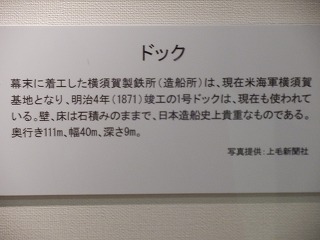 ドック
幕末に着工した横須賀製鉄所（造船所）は、現在米海軍横須賀
基地となり、明治4年（1871）竣工の1号ドックは、現在も使われて
いる。壁、床は石積みのままで、日本造船史上貴重なものである。
奥行き111m、幅40m、深さ9m。
写真提供：上毛新聞社